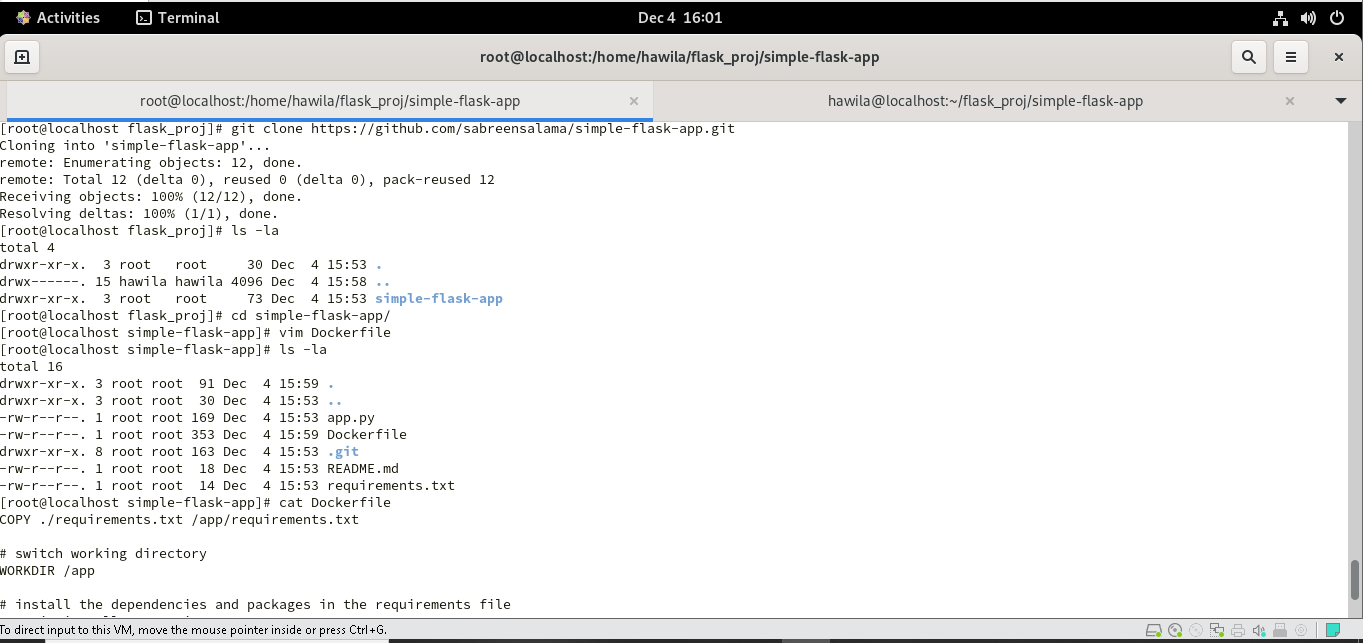 Activities
Terminal
Dec 4 16:01
root@localhost:/home/hawila/flask_proj/simple-flask-app
root@localhost:/home/hawila/flask_proj/simple-flask-app
hawila@localhost:~/flask_proj/simple-flask-app
[root@localhost flask_proj]# git clone https://github.com/sabreensalama/simple-flask-app.git
Cloning into 'simple-flask-app'...
remote: Enumerating objects: 12, done.
remote: Total 12 (delta 0), reused 0 (delta 0), pack-reused 12
Receiving objects: 100% (12/12), done.
Resolving deltas: 100% (1/1), done.
[root@localhost flask_proj]# ls -la
total 4
drwxr-xr-x.  3 root   root     30 Dec  4 15:53 .
drwx------. 15 hawila hawila 4096 Dec  4 15:58 ..
drwxr-xr-x.  3 root   root     73 Dec  4 15:53 simple-flask-app
[root@localhost flask_proj]# cd simple-flask-app/
[root@localhost simple-flask-app]# vim Dockerfile
[root@localhost simple-flask-app]# ls -la
total 16
drwxr-xr-x. 3 root root  91 Dec  4 15:59 .
drwxr-xr-x. 3 root root  30 Dec  4 15:53 ..
-rw-r--r--. 1 root root 169 Dec  4 15:53 app.py
-rw-r--r--. 1 root root 353 Dec  4 15:59 Dockerfile
drwxr-xr-x. 8 root root 163 Dec  4 15:53 .git
-rw-r--r--. 1 root root  18 Dec  4 15:53 README.md
-rw-r--r--. 1 root root  14 Dec  4 15:53 requirements.txt
[root@localhost simple-flask-app]# cat Dockerfile
COPY ./requirements.txt /app/requirements.txt
# switch working directory
WORKDIR /app
# install the dependencies and packages in the requirements file
To direct input to this VM, move the mouse pointer inside or press Ctrl+G.